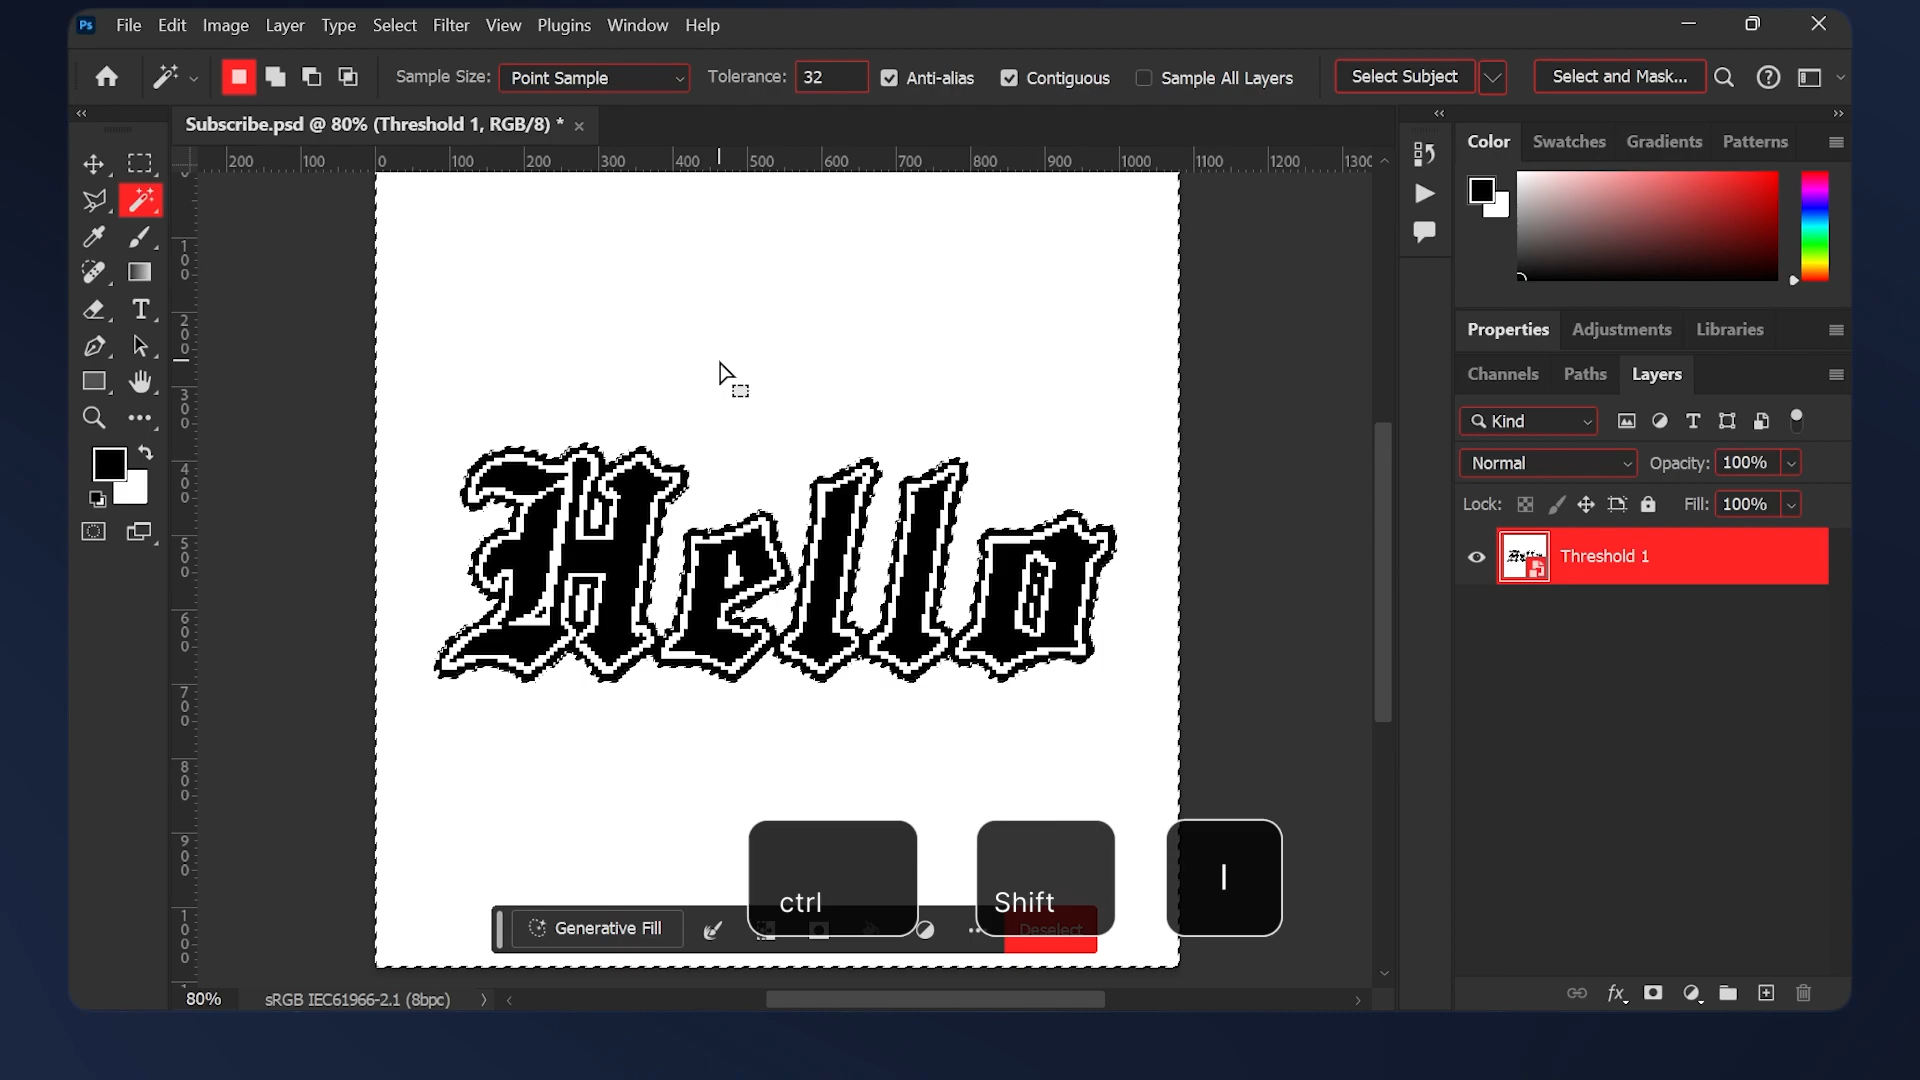 Ps File Edit Image Layer Type Select Filter View Plugins Window Help
Sample Size: Point Sample Tolerance: 32 Anti-alias Contiguous Sample All Layers Select Subject Select and Mask...
Subscribe.psd @ 80% (Threshold 1, RGB/8) *
200 100 0 100 200 300 400 500 600 700 800 900 1000 1100 1200 1300
100
200
300
400
500
600
700
800
900
1000
Hello
ctrl Shift I
Generative Fill Deselect
80% sRGB IEC61966-2.1 (8bpc)
Color Swatches Gradients Patterns
Properties Adjustments Libraries
Channels Paths Layers
Kind
Normal Opacity: 100%
Lock: Fill: 100%
Threshold 1
fx